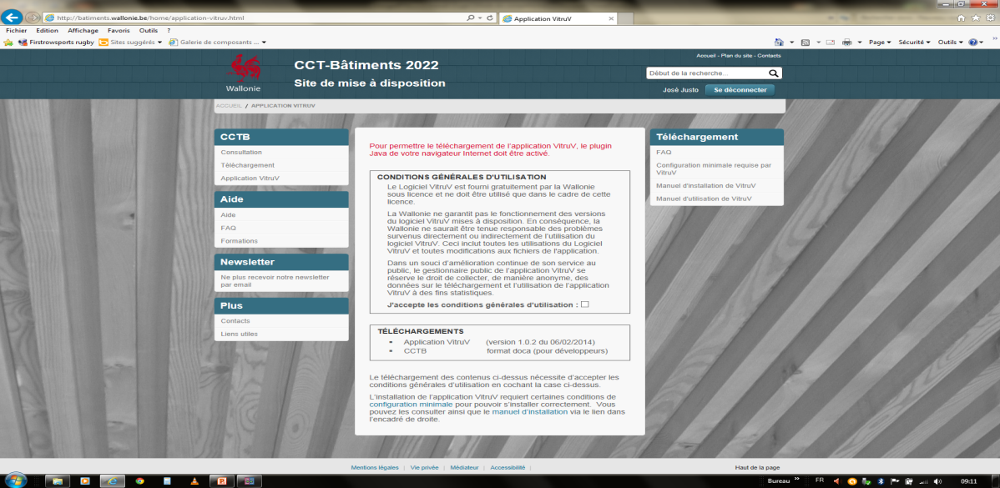 http://batiments.wallonie.be/home/application-vitruv.html
Application VitruV
Fichier Edition Affichage Favoris Outils ?
Firstrowsports rugby Sites suggérés Galerie de composants ...
Page Sécurité Outils
Accueil - Plan du site - Contacts
CCT-Bâtiments 2022
Site de mise à disposition
Wallonie
Début de la recherche...
José Justo Se déconnecter
ACCUEIL / APPLICATION VITRUV
CCTB
Consultation
Téléchargement
Application VitruV
Aide
Aide
FAQ
Formations
Newsletter
Ne plus recevoir notre newsletter
par email
Plus
Contacts
Liens utiles
Pour permettre le téléchargement de l'application VitruV, le plugin
Java de votre navigateur Internet doit être activé.
CONDITIONS GÉNÉRALES D'UTILISATION
Le Logiciel VitruV est fourni gratuitement par la Wallonie
sous licence et ne doit être utilisé que dans le cadre de cette
licence.
La Wallonie ne garantit pas le fonctionnement des versions
du logiciel VitruV mises à disposition. En conséquence, la
Wallonie ne saurait être tenue responsable des problèmes
survenus directement ou indirectement de l'utilisation du
logiciel VitruV. Ceci inclut toutes les utilisations du Logiciel
VitruV et toutes modifications aux fichiers de l'application.
Dans un souci d'amélioration continue de son service au
public, le gestionnaire public de l'application VitruV se
réserve le droit de collecter, de manière anonyme, des
données sur le téléchargement et l'utilisation de l'application
VitruV à des fins statistiques.
J'accepte les conditions générales d'utilisation :
TÉLÉCHARGEMENTS
Application VitruV (version 1.0.2 du 06/02/2014)
CCTB format doca (pour développeurs)
Le téléchargement des contenus ci-dessus nécessite d'accepter les
conditions générales d'utilisation en cochant la case ci-dessus.
L'installation de l'application VitruV requiert certaines conditions de
configuration minimale pour pouvoir s'installer correctement. Vous
pouvez les consulter ainsi que le manuel d'installation via le lien dans
l'encadré de droite.
Téléchargement
FAQ
Configuration minimale requise par
VitruV
Manuel d'installation de VitruV
Manuel d'utilisation de VitruV
Mentions légales | Vie privée | Médiateur | Accessibilité |
Haut de la page
Bureau FR 09:11